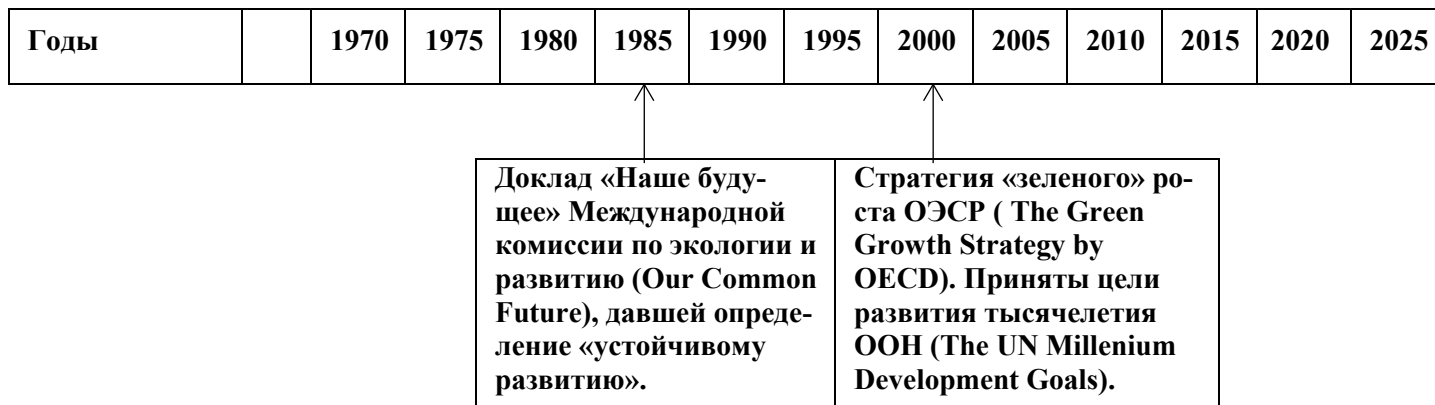 Годы 1970 1975 1980 1985 1990 1995 2000 2005 2010 2015 2020 2025
Доклад «Наше буду-
щее» Международной
комиссии по экологии и
развитию (Our Common
Future), давшей опреде-
ление «устойчивому
развитию».
Стратегия «зеленого» ро-
ста ОЭСР ( The Green
Growth Strategy by
OECD). Приняты цели
развития тысячелетия
ООН (The UN Millenium
Development Goals).